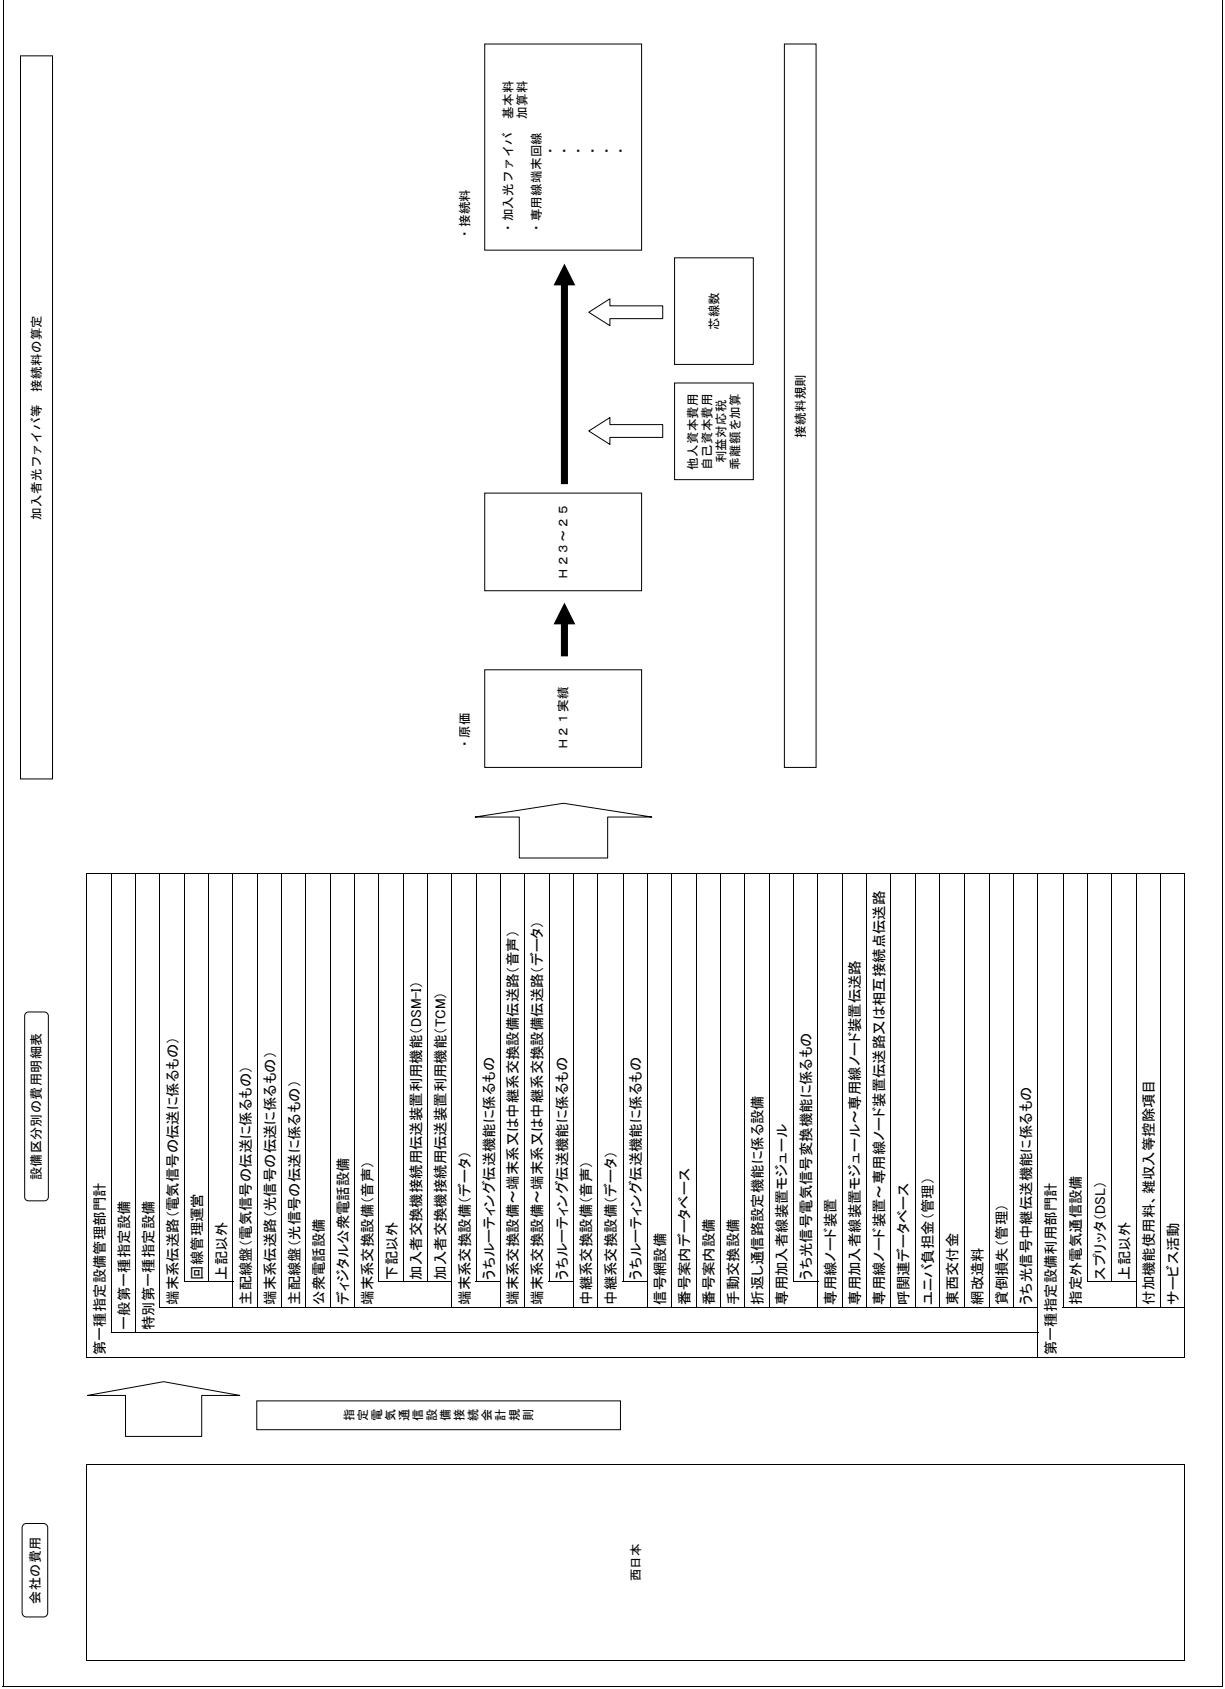 会社の費用
設備区分別の費用明細表
加入者光ファイバ等　接続料の算定
西日本
指定電気通信設備接続会計規則
第一種指定設備管理部門計
一般第一種指定設備
特別第一種指定設備
端末系伝送路(電気信号の伝送に係るもの)
回線管理運営
上記以外
主配線盤(電気信号の伝送に係るもの)
端末系伝送路(光信号の伝送に係るもの)
主配線盤(光信号の伝送に係るもの)
公衆電話設備
ディジタル公衆電話設備
端末系交換設備(音声)
下記以外
加入者交換機接続用伝送装置利用機能(DSM-I)
加入者交換機接続用伝送装置利用機能(TCM)
端末系交換設備(データ)
うちルーティング伝送機能に係るもの
端末系交換設備～端末系又は中継系交換設備伝送路(音声)
端末系交換設備～端末系又は中継系交換設備伝送路(データ)
うちルーティング伝送機能に係るもの
中継系交換設備(音声)
中継系交換設備(データ)
うちルーティング伝送機能に係るもの
信号網設備
番号案内データベース
番号案内設備
手動交換設備
折返し通信路設定機能に係る設備
専用加入者線装置モジュール
うち光信号電気信号変換機能に係るもの
専用線ノード装置
専用加入者線装置モジュール～専用線ノード装置伝送路
専用線ノード装置～専用線ノード装置伝送路又は相互接続点伝送路
呼関連データベース
ユニバ負担金(管理)
東西交付金
網改造料
貸倒損失(管理)
うち光信号中継伝送機能に係るもの
第一種指定設備利用部門計
指定外電気通信設備
スプリッタ(DSL)
上記以外
付加機能使用料、雑収入等控除項目
サービス活動
・原価
H21実績
H23～25
他人資本費用
自己資本費用
利益対応税
乖離額を加算
芯線数
・接続料
・加入光ファイバ　基本料
加算料
・専用線端末回線
・
・
・
・
・
・
接続料規則